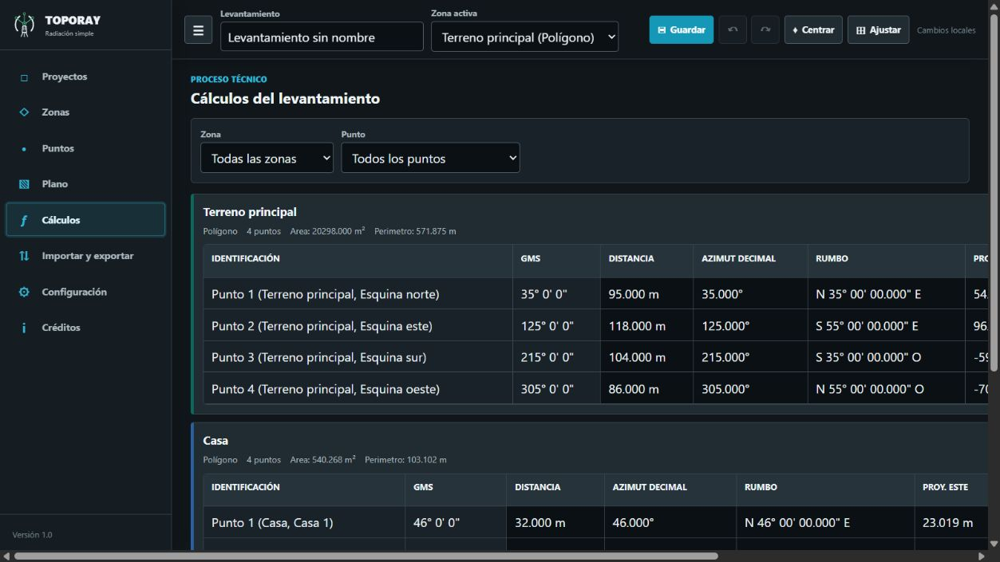 TOPORAY
Radiación simple
Proyectos
Zonas
Puntos
Plano
Cálculos
Importar y exportar
Configuración
Créditos
Versión 1.0
Levantamiento
Levantamiento sin nombre
Zona activa
Terreno principal (Polígono)
Guardar
Centrar
Ajustar
Cambios locales
PROCESO TÉCNICO
Cálculos del levantamiento
Zona Punto
Todas las zonas Todos los puntos
Terreno principal
Polígono 4 puntos Area: 20298.000 m² Perimetro: 571.875 m
IDENTIFICACIÓN GMS DISTANCIA AZIMUT DECIMAL RUMBO PRO
Punto 1 (Terreno principal, Esquina norte) 35° 0' 0" 95.000 m 35.000° N 35° 00' 00.000" E 54.
Punto 2 (Terreno principal, Esquina este) 125° 0' 0" 118.000 m 125.000° S 55° 00' 00.000" E 96.
Punto 3 (Terreno principal, Esquina sur) 215° 0' 0" 104.000 m 215.000° S 35° 00' 00.000" O -59
Punto 4 (Terreno principal, Esquina oeste) 305° 0' 0" 86.000 m 305.000° N 55° 00' 00.000" O -70
Casa
Polígono 4 puntos Area: 540.268 m² Perimetro: 103.102 m
IDENTIFICACIÓN GMS DISTANCIA AZIMUT DECIMAL RUMBO PROY. ESTE
Punto 1 (Casa, Casa 1) 46° 0' 0" 32.000 m 46.000° N 46° 00' 00.000" E 23.019 m